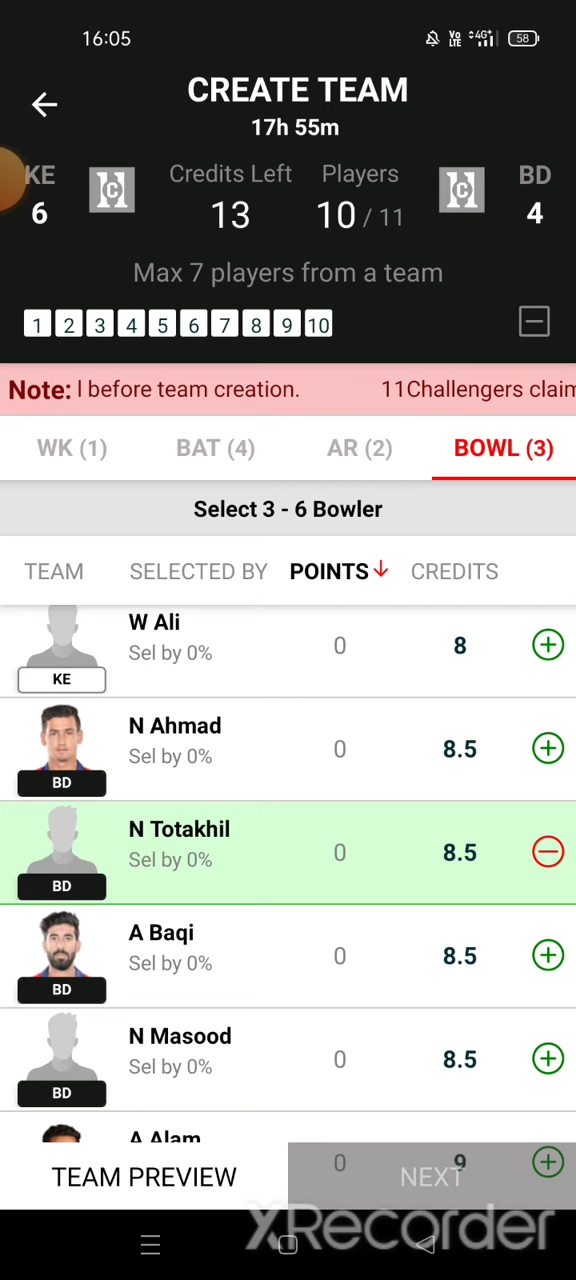 16:05
Vo LTE 4G+ 58
CREATE TEAM
17h 55m
KE Credits Left Players BD
6 HC 13 10 / 11 HC 4
Max 7 players from a team
1 2 3 4 5 6 7 8 9 10
Note: l before team creation. 11Challengers claim
WK (1) BAT (4) AR (2) BOWL (3)
Select 3 - 6 Bowler
TEAM SELECTED BY POINTS CREDITS
W Ali
Sel by 0% 0 8
KE
N Ahmad
Sel by 0% 0 8.5
BD
N Totakhil
Sel by 0% 0 8.5
BD
A Baqi
Sel by 0% 0 8.5
BD
N Masood
Sel by 0% 0 8.5
BD
A Alam
0 9
TEAM PREVIEW NEXT
XRecorder